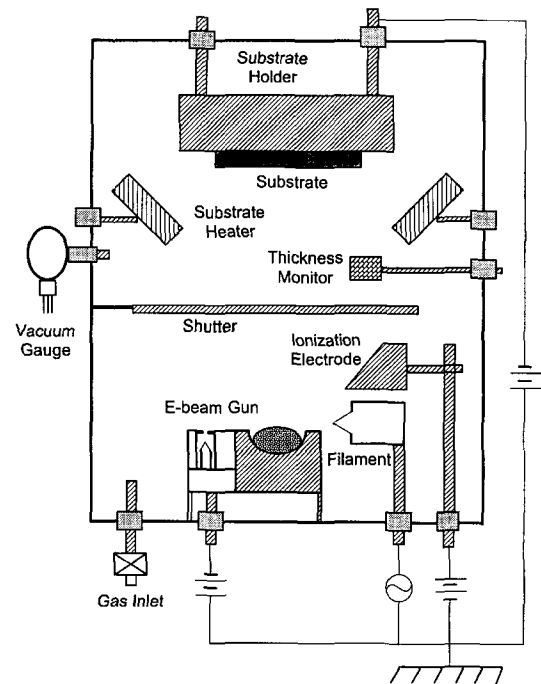 Substrate
Holder
Substrate
Substrate
Heater
Thickness
Monitor
Vacuum
Gauge
Shutter
Ionization
Electrode
E-beam Gun
Filament
Gas Inlet